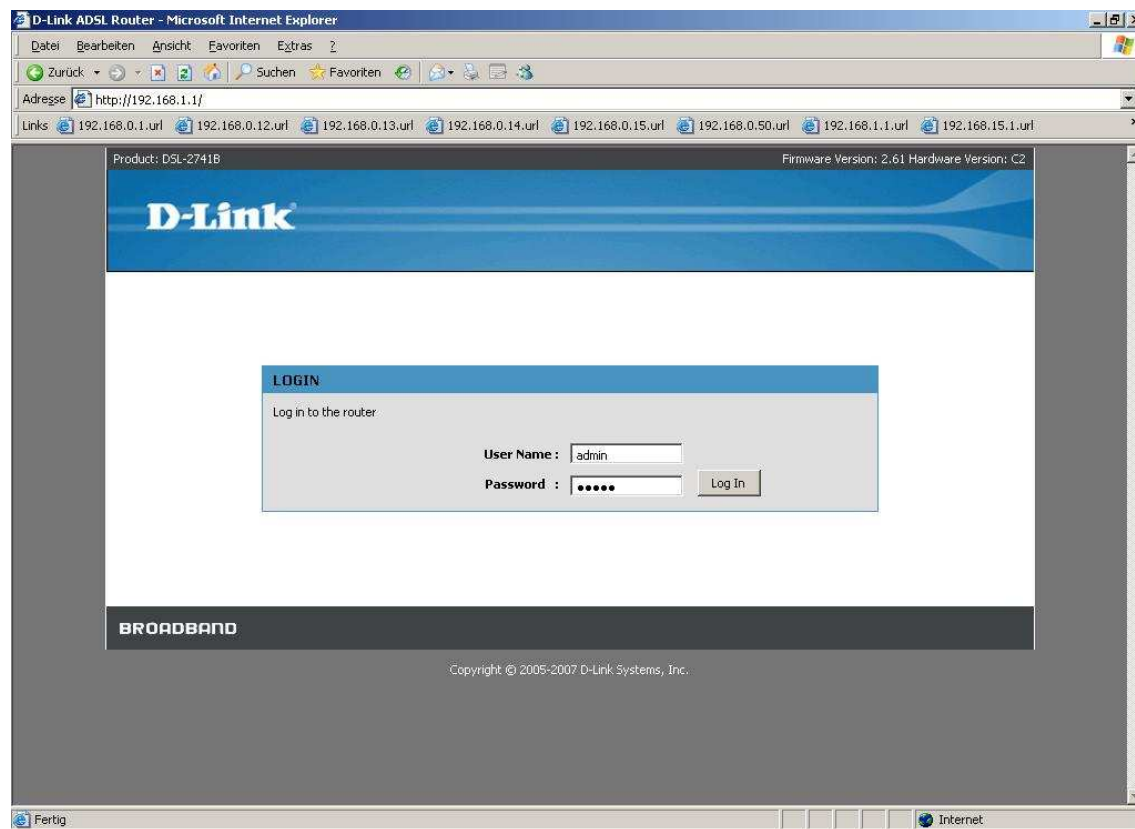 D-Link ADSL Router - Microsoft Internet Explorer
Datei Bearbeiten Ansicht Favoriten Extras ?
Zurück Suchen Favoriten
Adresse http://192.168.1.1/
Links 192.168.0.1.url 192.168.0.12.url 192.168.0.13.url 192.168.0.14.url 192.168.0.15.url 192.168.0.50.url 192.168.1.1.url 192.168.15.1.url
Product: DSL-2741B Firmware Version: 2.61 Hardware Version: C2
D-Link
LOGIN
Log in to the router
User Name : admin
Password : ●●●●● Log In
BROADBAND
Copyright © 2005-2007 D-Link Systems, Inc.
Fertig Internet